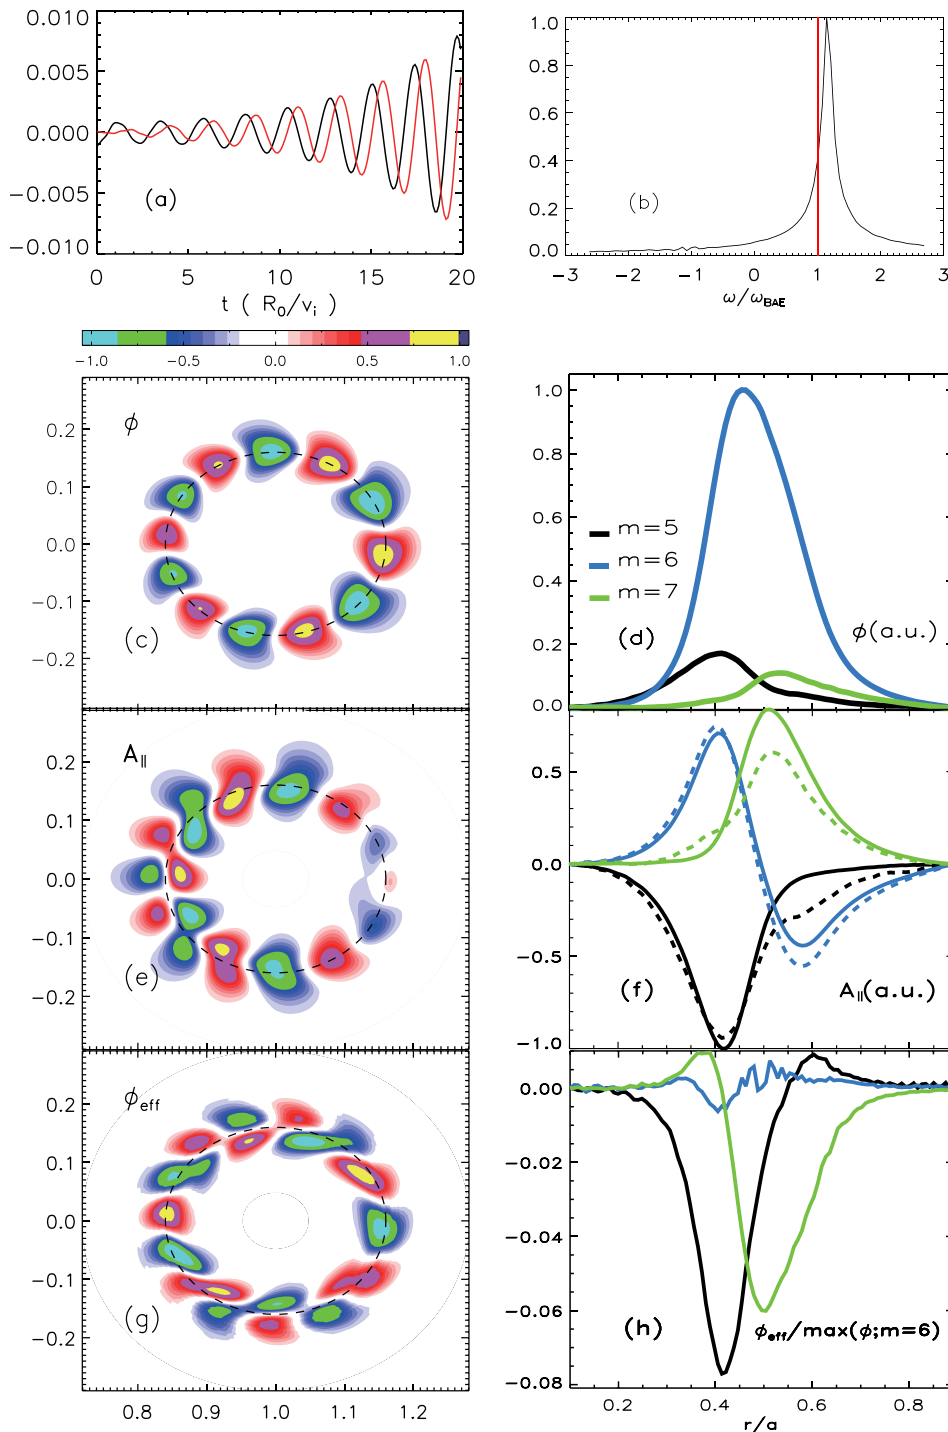 0.010
0.005
0.000
−0.005
−0.010
(a)
0 5 10 15 20
t ( R₀/vᵢ )
1.0
0.8
0.6
0.4
0.2
0.0
(b)
−3 −2 −1 0 1 2 3
ω/ω_BAE
−1.0 −0.5 0.0 0.5 1.0
ϕ
0.2
0.1
0.0
−0.1
−0.2
(c)
1.0
0.8
0.6
0.4
0.2
0.0
m=5
m=6
m=7
(d)
ϕ(a.u.)
A_||
0.2
0.1
0.0
−0.1
−0.2
(e)
0.5
0.0
−0.5
−1.0
(f)
A_||(a.u.)
ϕ_eff
0.2
0.1
0.0
−0.1
−0.2
(g)
0.8 0.9 1.0 1.1 1.2
0.00
−0.02
−0.04
−0.06
−0.08
(h)
ϕ_eff/max(ϕ;m=6)
0.2 0.4 0.6 0.8
r/a